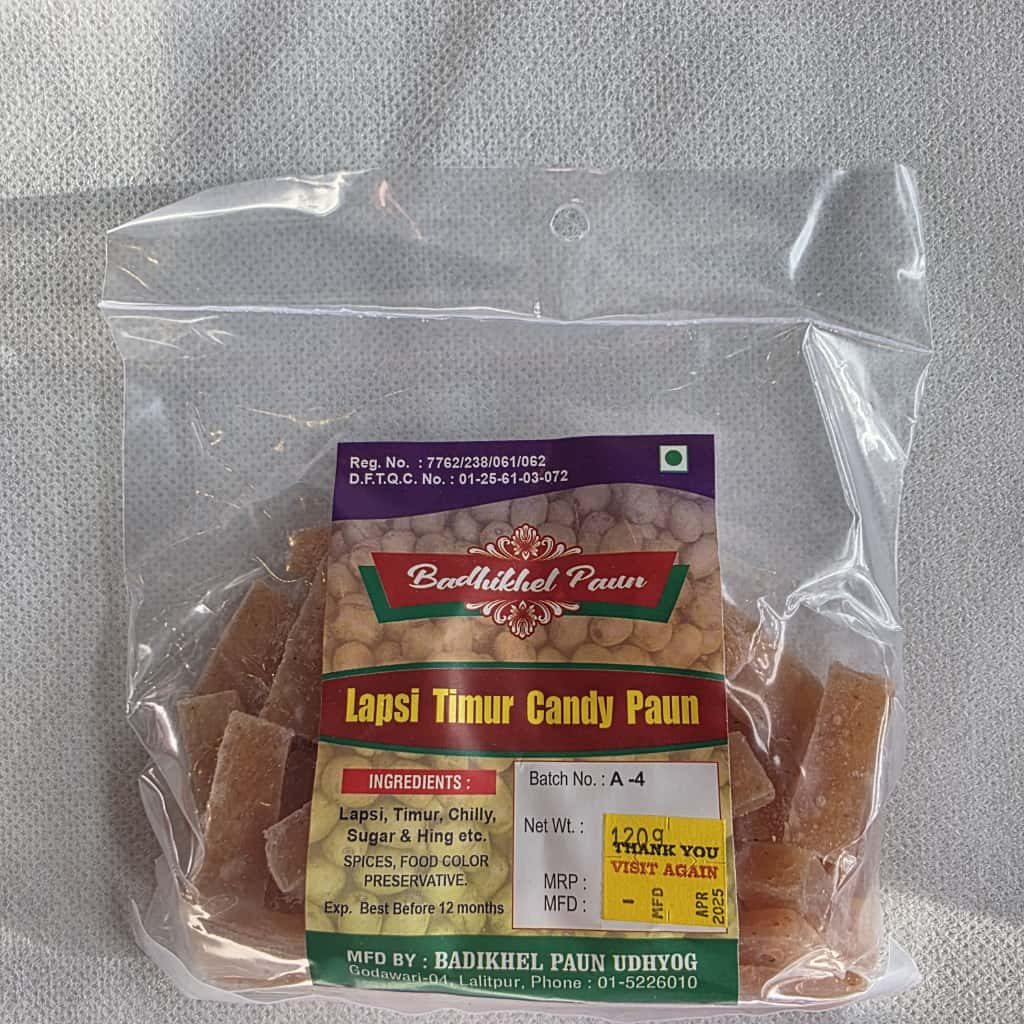 Reg. No. : 7762/238/061/062
D.F.T.Q.C. No. : 01-25-61-03-072
Badhikhel Paun
Lapsi Timur Candy Paun
INGREDIENTS :
Lapsi, Timur, Chilly,
Sugar & Hing etc.
SPICES, FOOD COLOR
PRESERVATIVE.
Exp. Best Before 12 months
Batch No. : A -4
Net Wt. :
120g
THANK YOU
VISIT AGAIN
MRP :
MFD :
MFD
APR
2025
MFD BY : BADIKHEL PAUN UDHYOG
Godawari-04, Lalitpur, Phone : 01-5226010